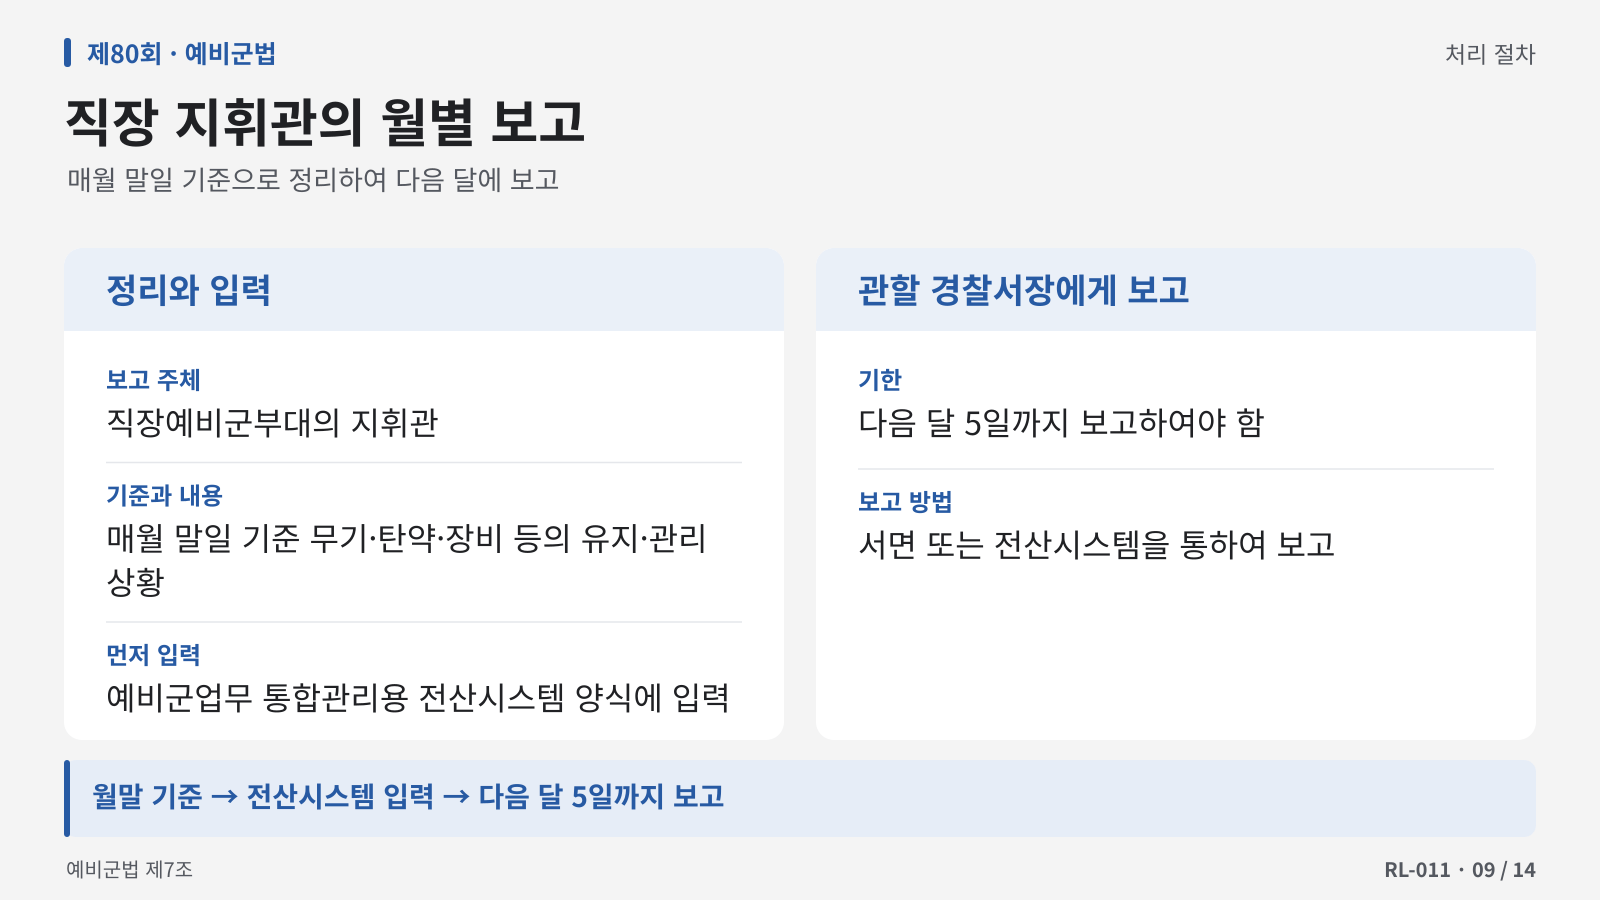 제80회 · 예비군법
처리 절차
직장 지휘관의 월별 보고
매월 말일 기준으로 정리하여 다음 달에 보고
정리와 입력
보고 주체
직장예비군부대의 지휘관
기준과 내용
매월 말일 기준 무기·탄약·장비 등의 유지·관리
상황
먼저 입력
예비군업무 통합관리용 전산시스템 양식에 입력
관할 경찰서장에게 보고
기한
다음 달 5일까지 보고하여야 함
보고 방법
서면 또는 전산시스템을 통하여 보고
월말 기준 → 전산시스템 입력 → 다음 달 5일까지 보고
예비군법 제7조
RL-011 · 09 / 14